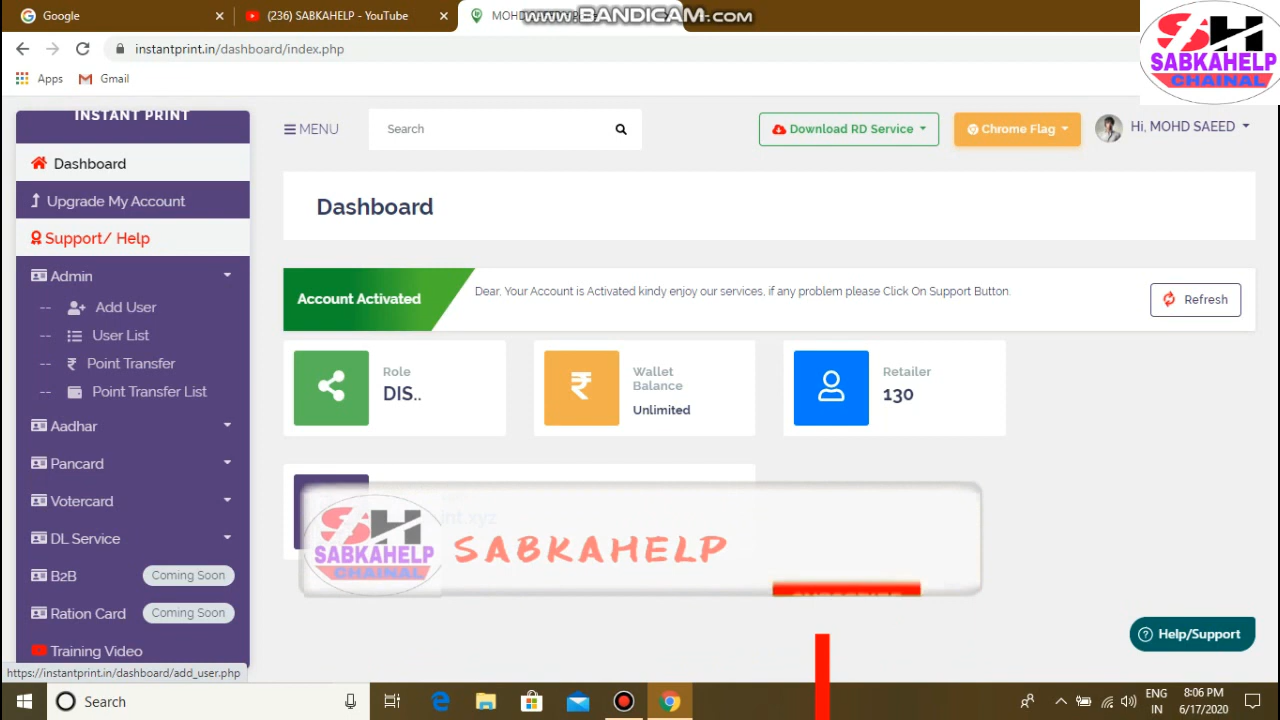 Google
(236) SABKAHELP - YouTube
MOHD
www.BANDICAM.com
instantprint.in/dashboard/index.php
Apps
Gmail
SH
SABKAHELP
CHAINAL
INSTANT PRINT
MENU
Search
Download RD Service
Chrome Flag
Hi, MOHD SAEED
Dashboard
Upgrade My Account
Support/ Help
Admin
-- Add User
-- User List
-- Point Transfer
-- Point Transfer List
Aadhar
Pancard
Votercard
DL Service
B2B Coming Soon
Ration Card Coming Soon
Training Video
Dashboard
Account Activated
Dear, Your Account is Activated kindy enjoy our services, if any problem please Click On Support Button.
Refresh
Role
DIS..
Wallet
Balance
Unlimited
Retailer
130
nt.xyz
SH
SABKAHELP
CHAINAL
SABKAHELP
Help/Support
https://instantprint.in/dashboard/add_user.php
Search
ENG
IN
8:06 PM
6/17/2020